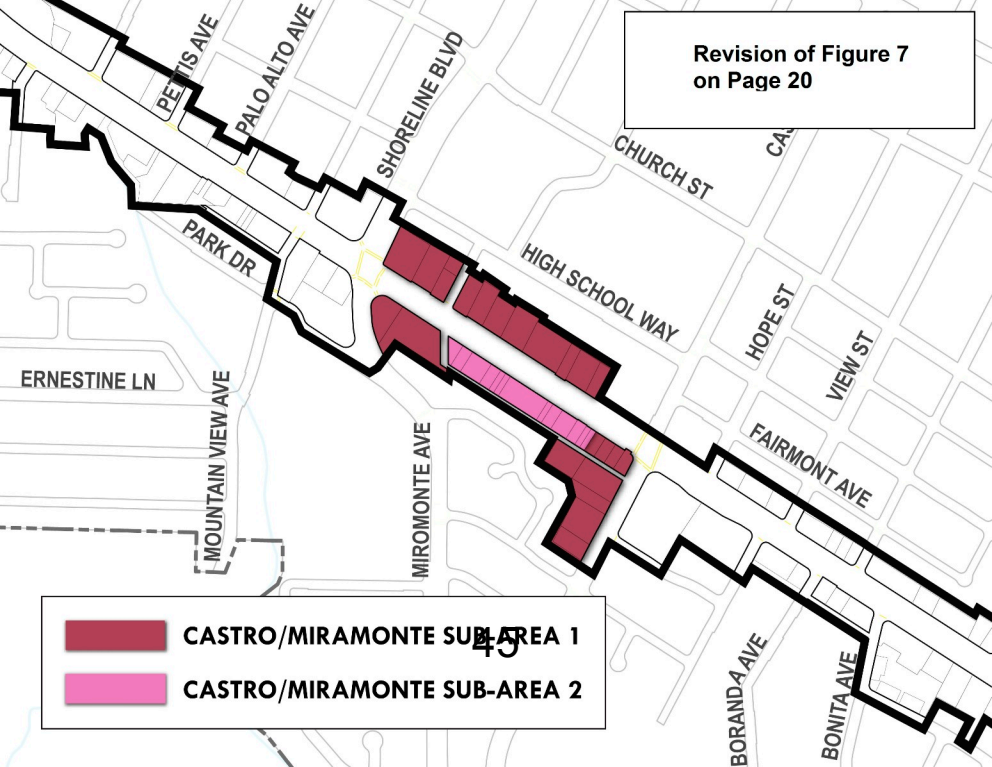 Revision of Figure 7
on Page 20
PETTIS AVE
PALO ALTO AVE
SHORELINE BLVD
CHURCH ST
PARK DR
HIGH SCHOOL WAY
HOPE ST
VIEW ST
ERNESTINE LN
MOUNTAIN VIEW AVE
MIROMONTE AVE
FAIRMONT AVE
CASTRO/MIRAMONTE SUB-AREA 1
45
CASTRO/MIRAMONTE SUB-AREA 2
BORANDA AVE
BONITA AVE